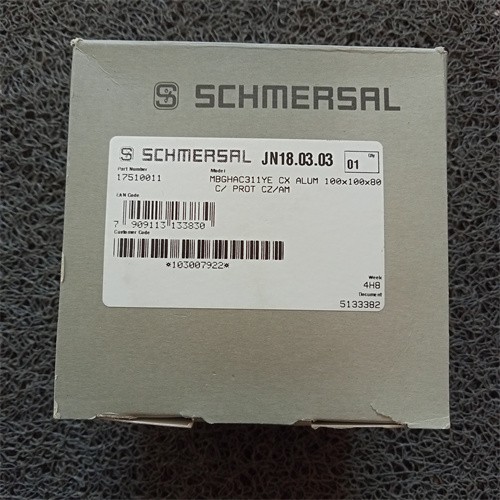 SCHMERSAL
SCHMERSAL JN18.03.03 Qty 01
Part Number Model
17510011 MBGHAC311YE CX ALUM 100x100x80
C/ PROT CZ/AM
EAN Code
7 909113 133830
Customer Code
*103007922*
Week
4H8
Document
5133382